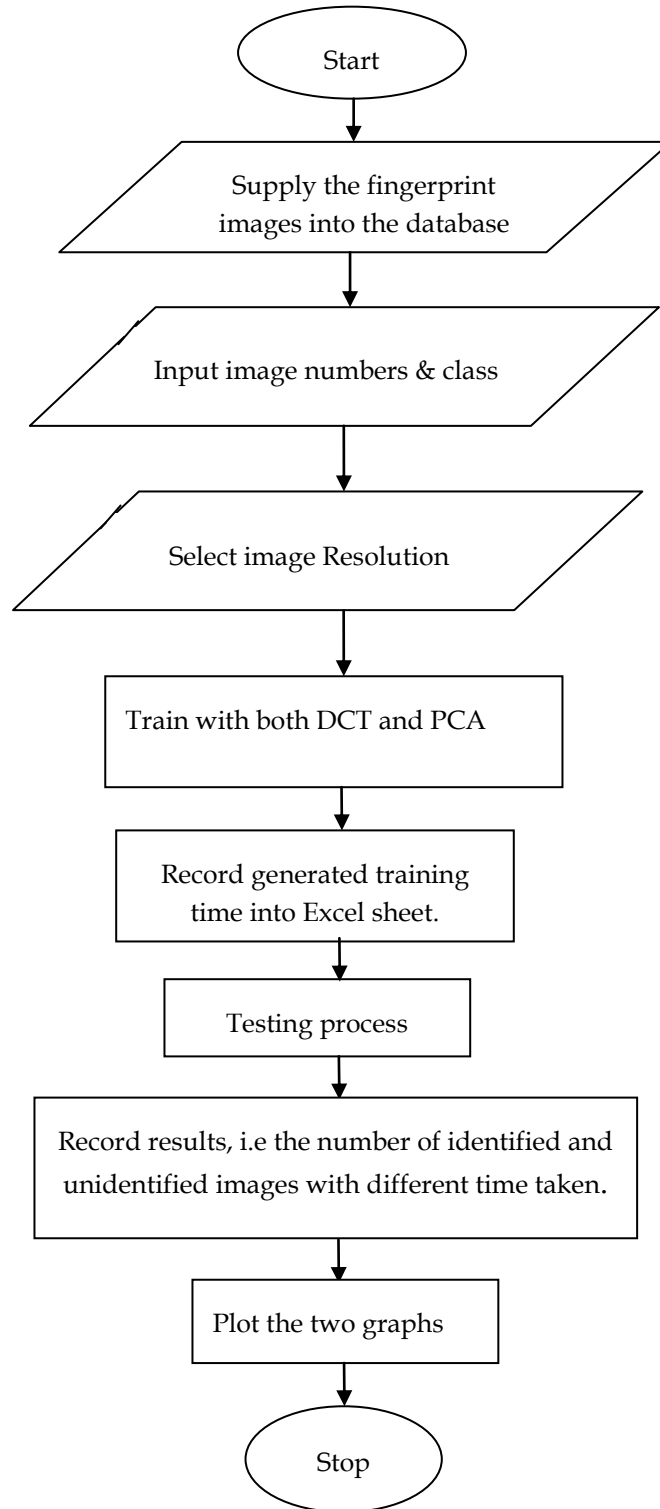 Start
Supply the fingerprint
images into the database
Input image numbers & class
Select image Resolution
Train with both DCT and PCA
Record generated training
time into Excel sheet.
Testing process
Record results, i.e the number of identified and
unidentified images with different time taken.
Plot the two graphs
Stop